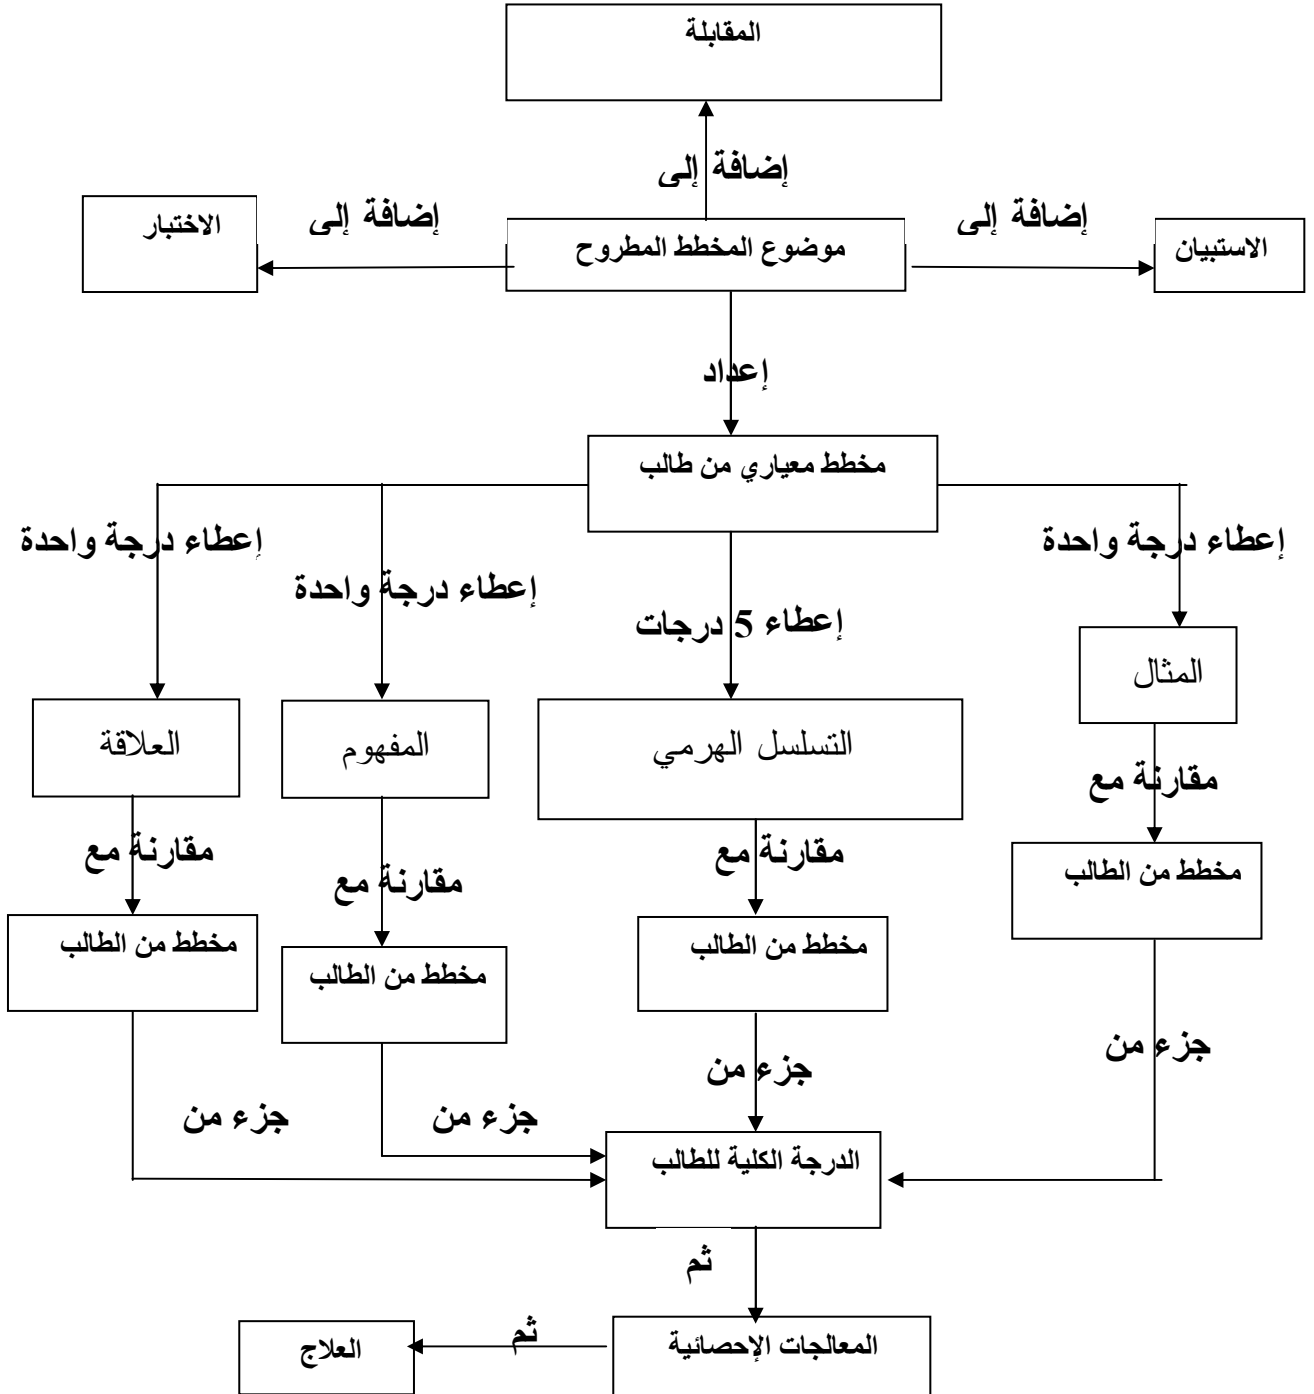 المقابلة
إضافة إلى
الاستبيان
إضافة إلى
موضوع المخطط المطروح
إضافة إلى
الاختبار
إعداد
مخطط معياري من طالب
إعطاء درجة واحدة
إعطاء 5 درجات
إعطاء درجة واحدة
إعطاء درجة واحدة
المثال
التسلسل الهرمي
المفهوم
العلاقة
مقارنة مع
مقارنة مع
مقارنة مع
مقارنة مع
مخطط من الطالب
مخطط من الطالب
مخطط من الطالب
مخطط من الطالب
جزء من
جزء من
جزء من
جزء من
الدرجة الكلية للطالب
ثم
المعالجات الإحصائية
ثم
العلاج